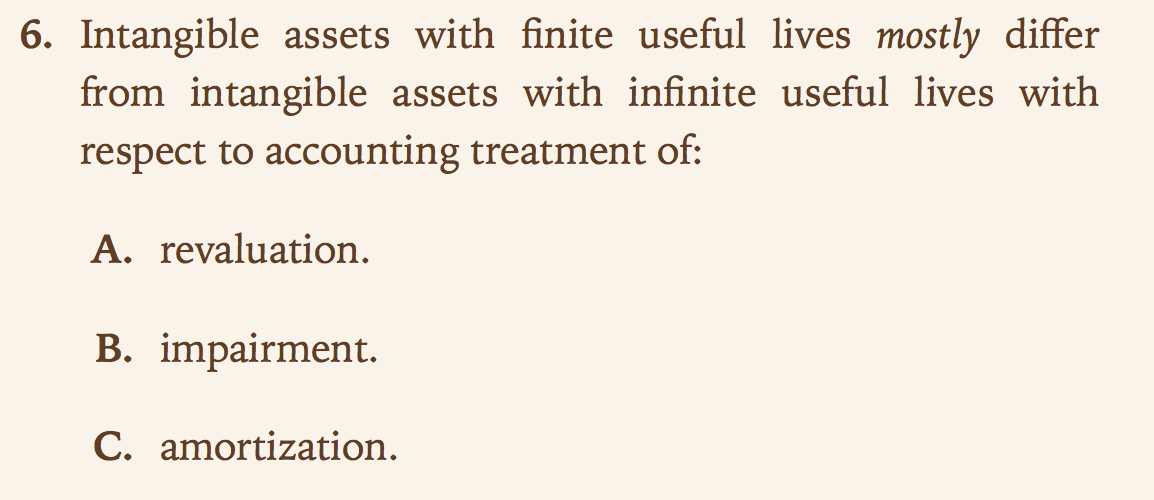 6. Intangible assets with finite useful lives mostly differ
from intangible assets with infinite useful lives with
respect to accounting treatment of:
A. revaluation.
B. impairment.
C. amortization.